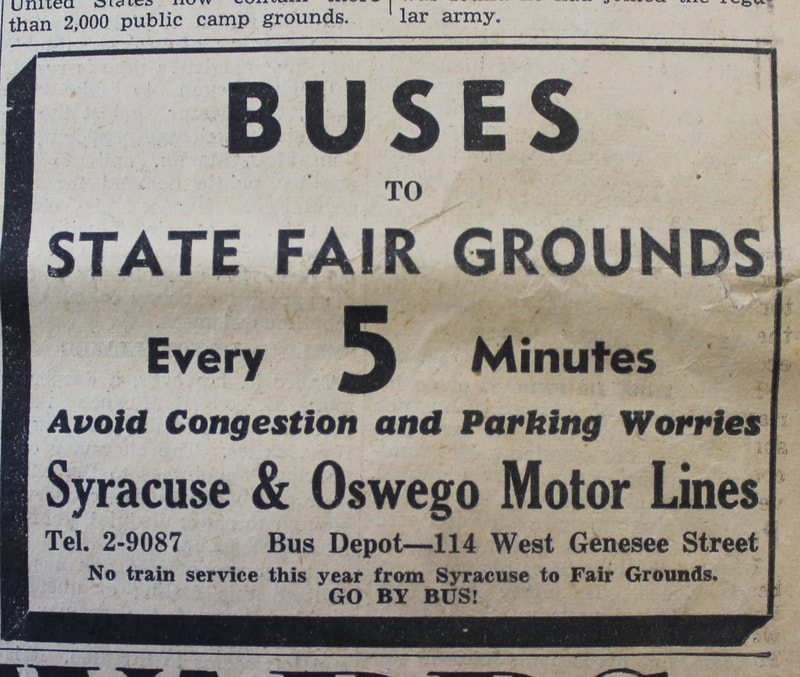 than 2,000 public camp grounds.
lar army.
BUSES
TO
STATE FAIR GROUNDS
Every 5 Minutes
Avoid Congestion and Parking Worries
Syracuse & Oswego Motor Lines
Tel. 2-9087 Bus Depot—114 West Genesee Street
No train service this year from Syracuse to Fair Grounds.
GO BY BUS!